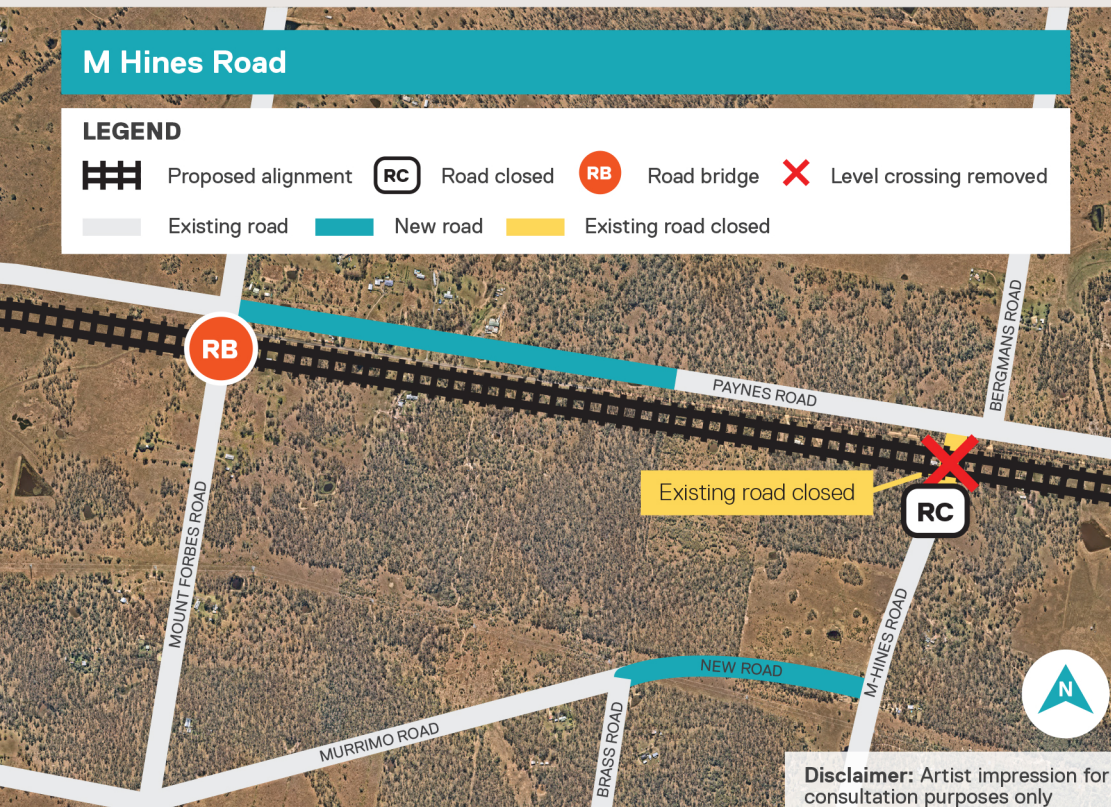 M Hines Road
LEGEND
Proposed alignment
RC Road closed
RB Road bridge
Level crossing removed
Existing road
New road
Existing road closed
BERGMANS ROAD
RB
PAYNES ROAD
Existing road closed
RC
MOUNT FORBES ROAD
M-HINES ROAD
NEW ROAD
N
MURRIMO ROAD
BRASS ROAD
Disclaimer: Artist impression for
consultation purposes only